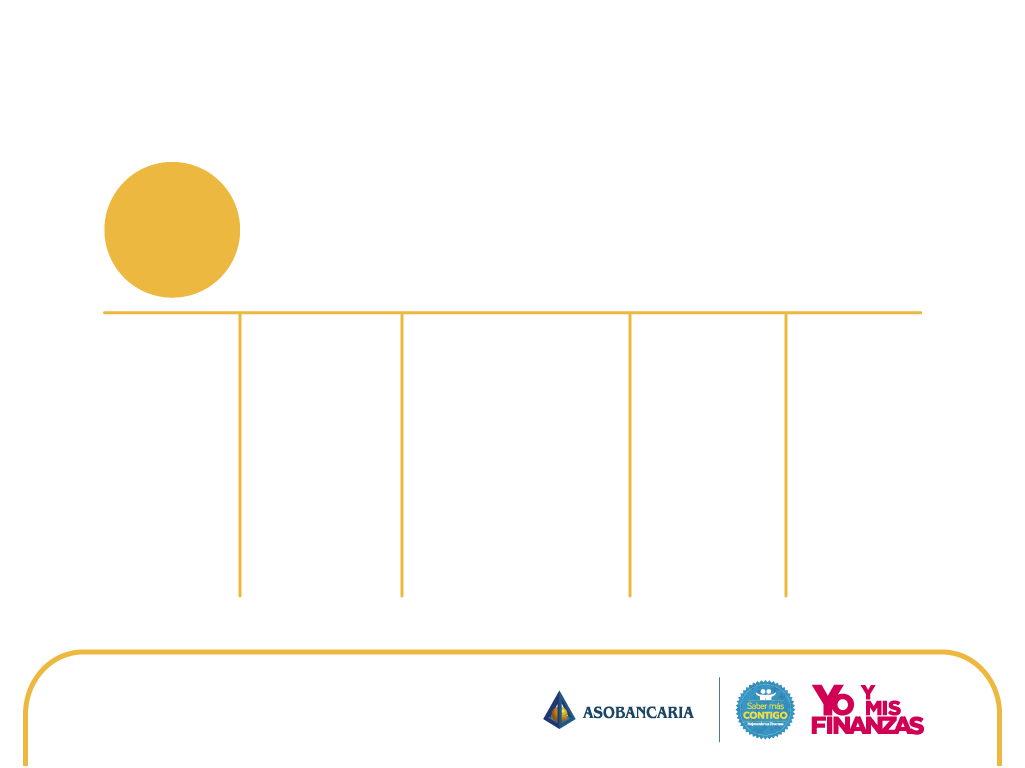 ASOBANCARIA
Saber más
CONTIGO
YO Y
MIS
FINANZAS